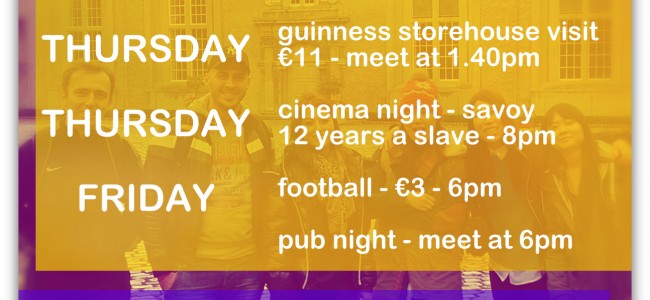 THURSDAY
guinness storehouse visit
€11 - meet at 1.40pm
THURSDAY
cinema night - savoy
12 years a slave - 8pm
FRIDAY
football - €3 - 6pm
pub night - meet at 6pm